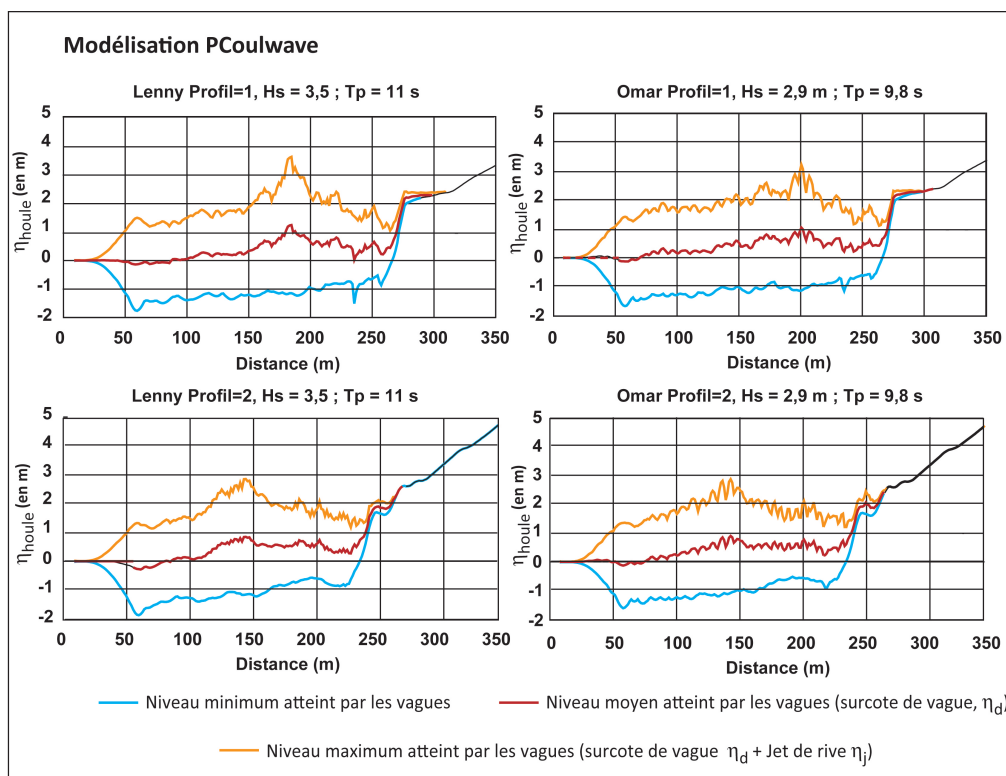 Modélisation PCoulwave
Lenny Profil=1, Hs = 3,5 ; Tp = 11 s
5
4
3
2
1
0
-1
-2
η houle (en m)
0 50 100 150 200 250 300 350
Distance (m)
Omar Profil=1, Hs = 2,9 m ; Tp = 9,8 s
5
4
3
2
1
0
-1
-2
η houle (en m)
0 50 100 150 200 250 300 350
Distance (m)
Lenny Profil=2, Hs = 3,5 ; Tp = 11 s
5
4
3
2
1
0
-1
-2
η houle (en m)
0 50 100 150 200 250 300 350
Distance (m)
Omar Profil=2, Hs = 2,9 m ; Tp = 9,8 s
5
4
3
2
1
0
-1
-2
η houle (en m)
0 50 100 150 200 250 300 350
Distance (m)
Niveau minimum atteint par les vagues
Niveau moyen atteint par les vagues (surcote de vague, ηd)
Niveau maximum atteint par les vagues (surcote de vague ηd + Jet de rive ηj)